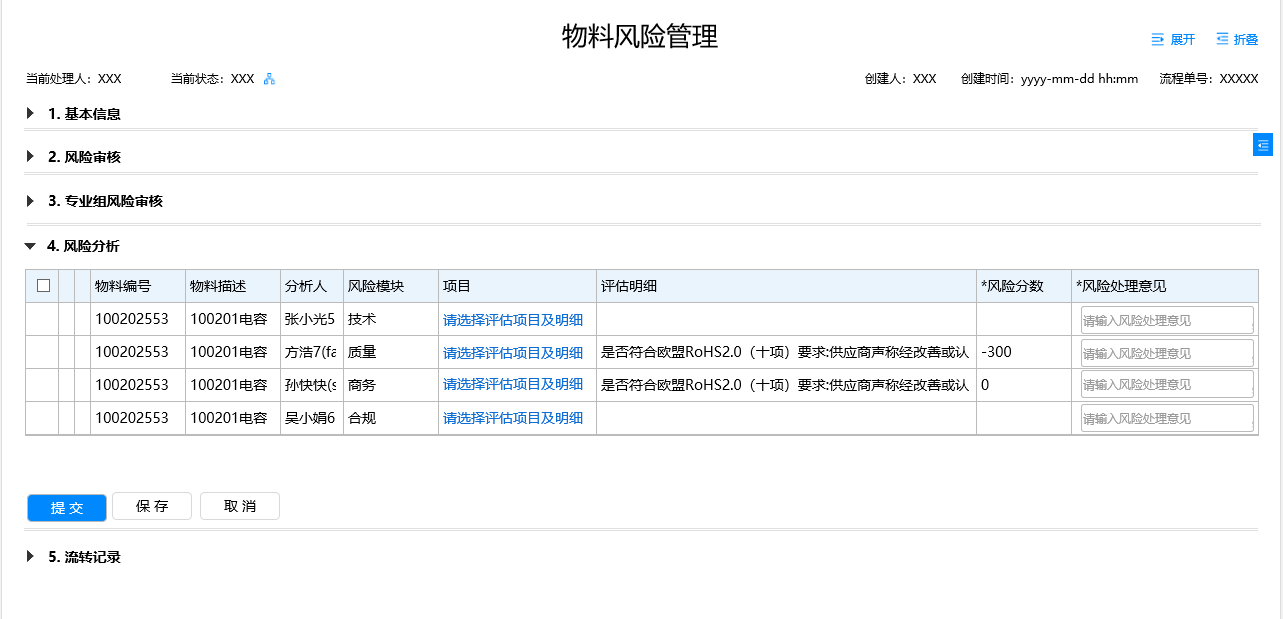 物料风险管理
展开 折叠
当前处理人：XXX 当前状态：XXX 创建人：XXX 创建时间：yyyy-mm-dd hh:mm 流程单号：XXXXX
1. 基本信息
2. 风险审核
3. 专业组风险审核
4. 风险分析
物料编号 物料描述 分析人 风险模块 项目 评估明细 *风险分数 *风险处理意见
100202553 100201电容 张小光5 技术 请选择评估项目及明细 请输入风险处理意见
100202553 100201电容 方浩7(fa 质量 请选择评估项目及明细 是否符合欧盟RoHS2.0（十项）要求:供应商声称经改善或认 -300 请输入风险处理意见
100202553 100201电容 孙快快(s 商务 请选择评估项目及明细 是否符合欧盟RoHS2.0（十项）要求:供应商声称经改善或认 0 请输入风险处理意见
100202553 100201电容 吴小娟6 合规 请选择评估项目及明细 请输入风险处理意见
提 交 保 存 取 消
5. 流转记录